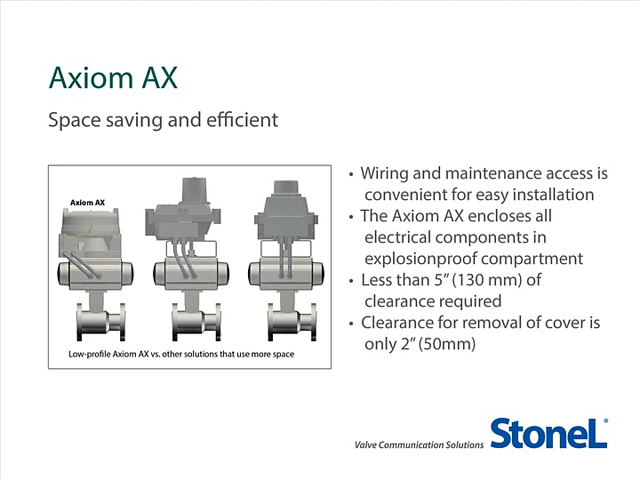 Axiom AX
Space saving and efficient
Axiom AX
Low-profile Axiom AX vs. other solutions that use more space
• Wiring and maintenance access is
convenient for easy installation
• The Axiom AX encloses all
electrical components in
explosionproof compartment
• Less than 5” (130 mm) of
clearance required
• Clearance for removal of cover is
only 2” (50mm)
Valve Communication Solutions StoneL®